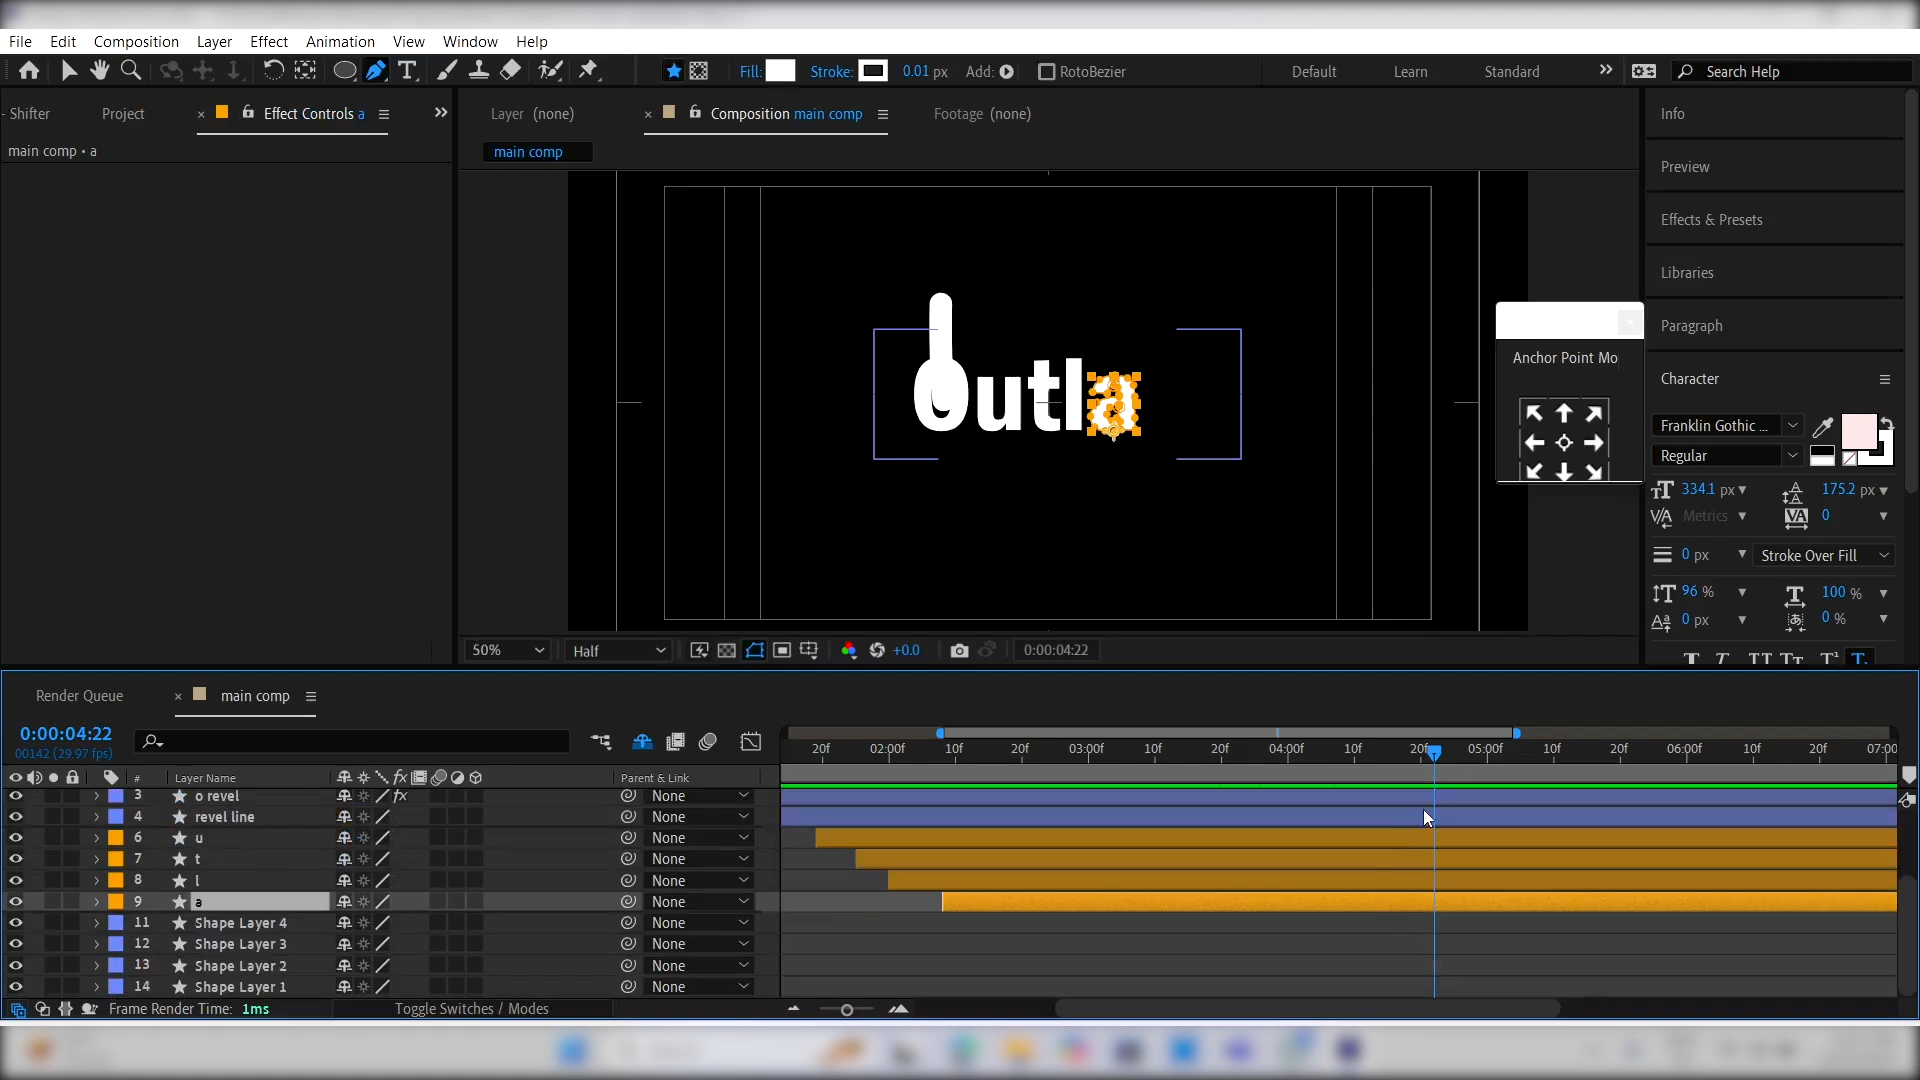 File Edit Composition Layer Effect Animation View Window Help
Fill: Stroke: 0.01 px Add: RotoBezier Default Learn Standard Search Help
Shifter Project × Effect Controls a Layer (none) × Composition main comp Footage (none) Info
main comp • a
main comp
Preview
Effects & Presets
Libraries
Paragraph
Anchor Point Mo
Character
outla
Franklin Gothic ...
Regular
334.1 px 175.2 px
Metrics 0
0 px Stroke Over Fill
96 % 100 %
0 px 0 %
50% Half +0.0 0:00:04:22
Render Queue × main comp
0:00:04:22
00142 (29.97 fps)
20f 02:00f 10f 20f 03:00f 10f 20f 04:00f 10f 20f 05:00f 10f 20f 06:00f 10f 20f 07:00
# Layer Name Parent & Link
3 o revel None
4 revel line None
6 u None
7 t None
8 l None
9 a None
11 Shape Layer 4 None
12 Shape Layer 3 None
13 Shape Layer 2 None
14 Shape Layer 1 None
Frame Render Time: 1ms Toggle Switches / Modes